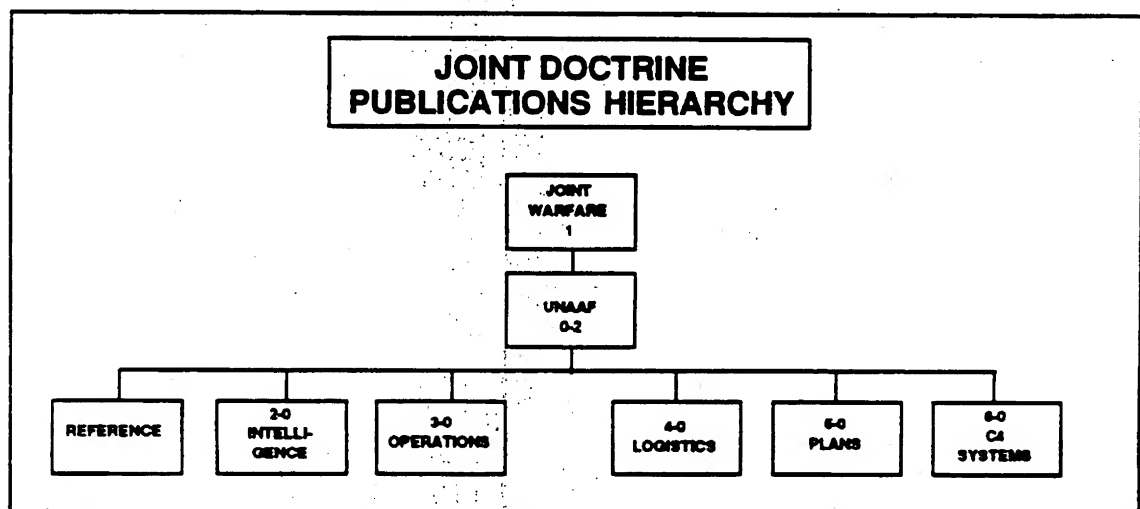 JOINT DOCTRINE
PUBLICATIONS HIERARCHY
JOINT
WARFARE
1
UNAAF
0-2
REFERENCE
2-0
INTELLI-
GENCE
3-0
OPERATIONS
4-0
LOGISTICS
5-0
PLANS
6-0
C4
SYSTEMS